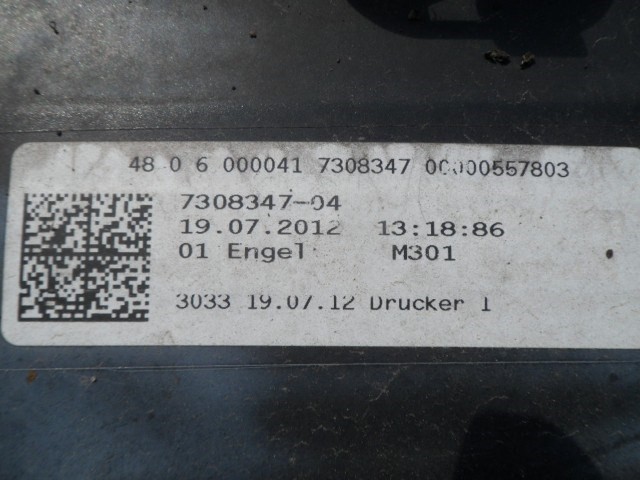 48 0 6 000041 7308347 00000557803
7308347-04
19.07.2012 13:18:86
01 Engel M301
3033 19.07.12 Drucker 1